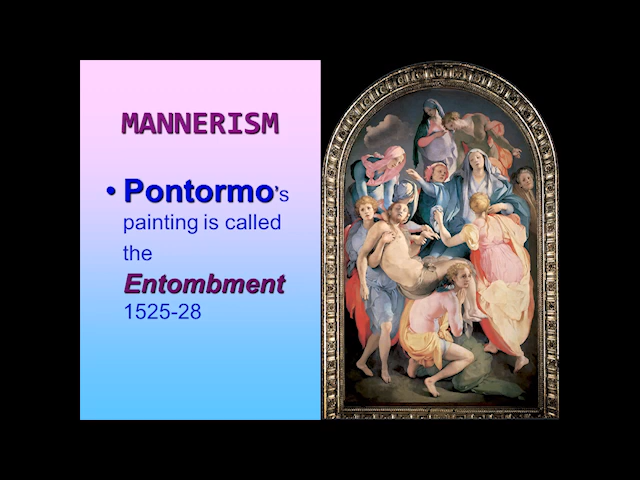 MANNERISM
• Pontormo's
painting is called
the
Entombment
1525-28